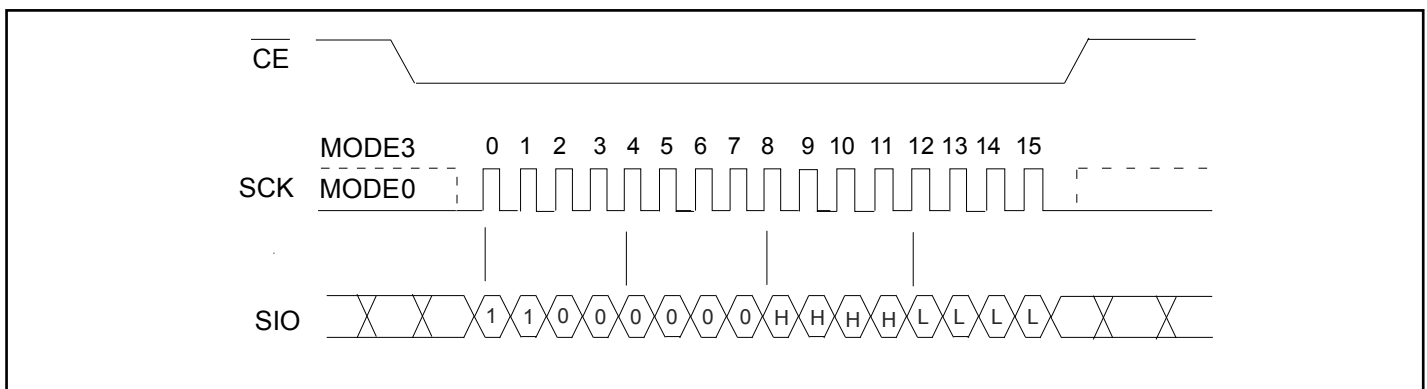 CE
MODE3 0 1 2 3 4 5 6 7 8 9 10 11 12 13 14 15
SCK MODE0
SIO 1 1 0 0 0 0 0 0 H H H H L L L L